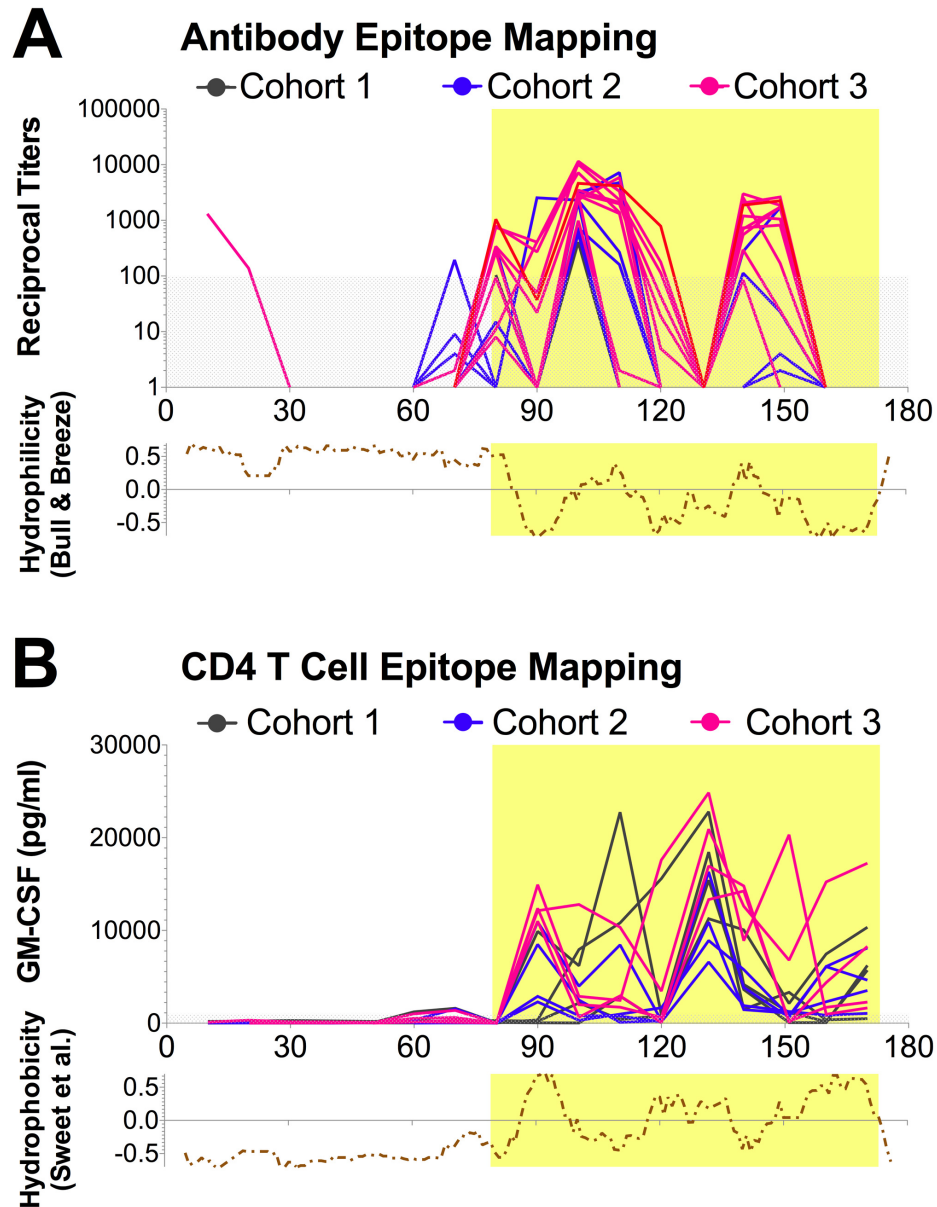 A
Antibody Epitope Mapping
Cohort 1 Cohort 2 Cohort 3
Reciprocal Titers
100000
10000
1000
100
10
1
0 30 60 90 120 150 180
Hydrophilicity
(Bull & Breeze)
0.5
0.0
-0.5
B
CD4 T Cell Epitope Mapping
Cohort 1 Cohort 2 Cohort 3
GM-CSF (pg/ml)
30000
20000
10000
0
0 30 60 90 120 150 180
Hydrophobicity
(Sweet et al.)
0.5
0.0
-0.5